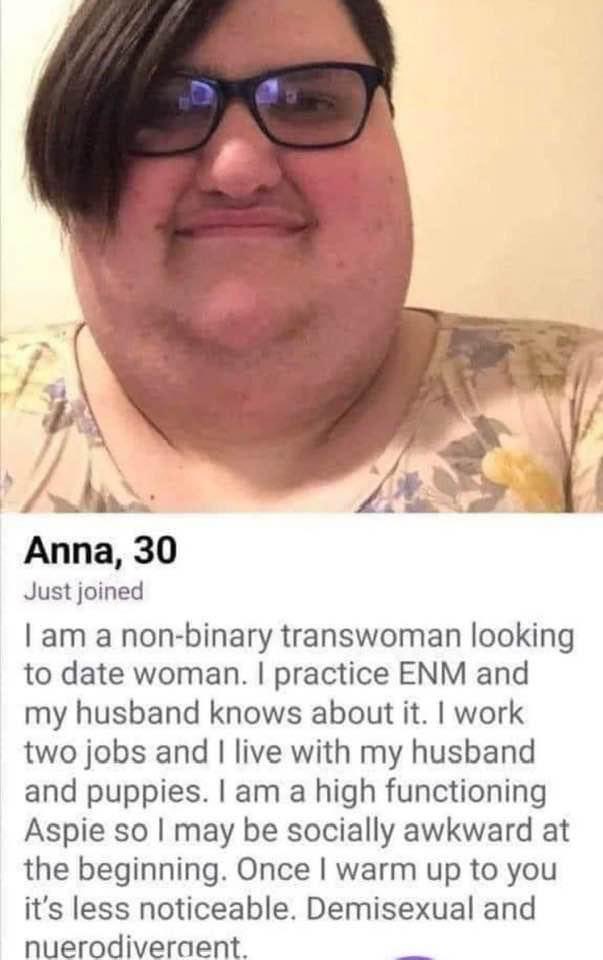 Anna, 30
Just joined
I am a non-binary transwoman looking
to date woman. I practice ENM and
my husband knows about it. I work
two jobs and I live with my husband
and puppies. I am a high functioning
Aspie so I may be socially awkward at
the beginning. Once I warm up to you
it's less noticeable. Demisexual and
nuerodivergent.